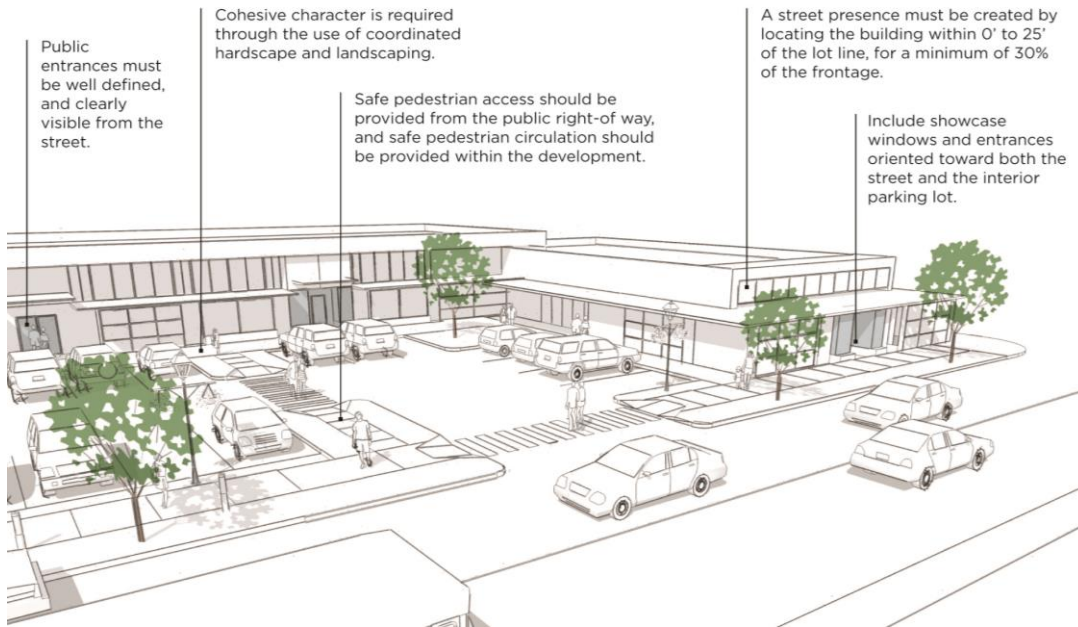 Public
entrances must
be well defined,
and clearly
visible from the
street.
Cohesive character is required
through the use of coordinated
hardscape and landscaping.
Safe pedestrian access should be
provided from the public right-of way,
and safe pedestrian circulation should
be provided within the development.
A street presence must be created by
locating the building within 0’ to 25’
of the lot line, for a minimum of 30%
of the frontage.
Include showcase
windows and entrances
oriented toward both the
street and the interior
parking lot.